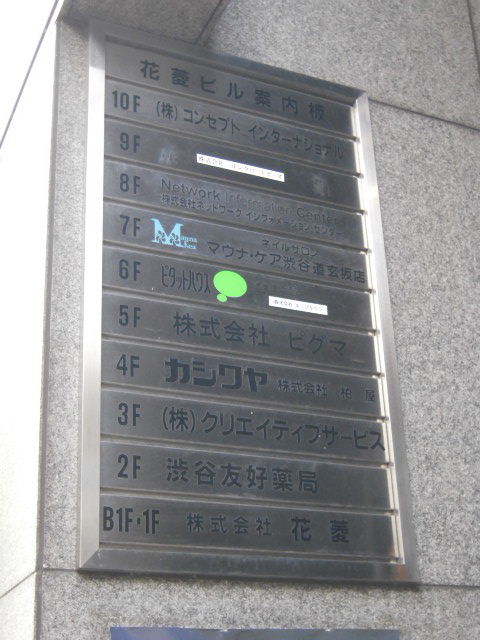 花菱ビル案内板
10F (株)コンセプト インターナショナル
9F
8F Network Information Center
株式会社ネットワーク インフォメーション センター
7F Mauna Kea ネイルサロン
マウナ・ケア渋谷道玄坂店
6F ピタットハウス
5F 株式会社 ピグマ
4F カシワヤ 株式会社 柏屋
3F (株)クリエイティブサービス
2F 渋谷友好薬局
B1F・1F 株式会社 花菱